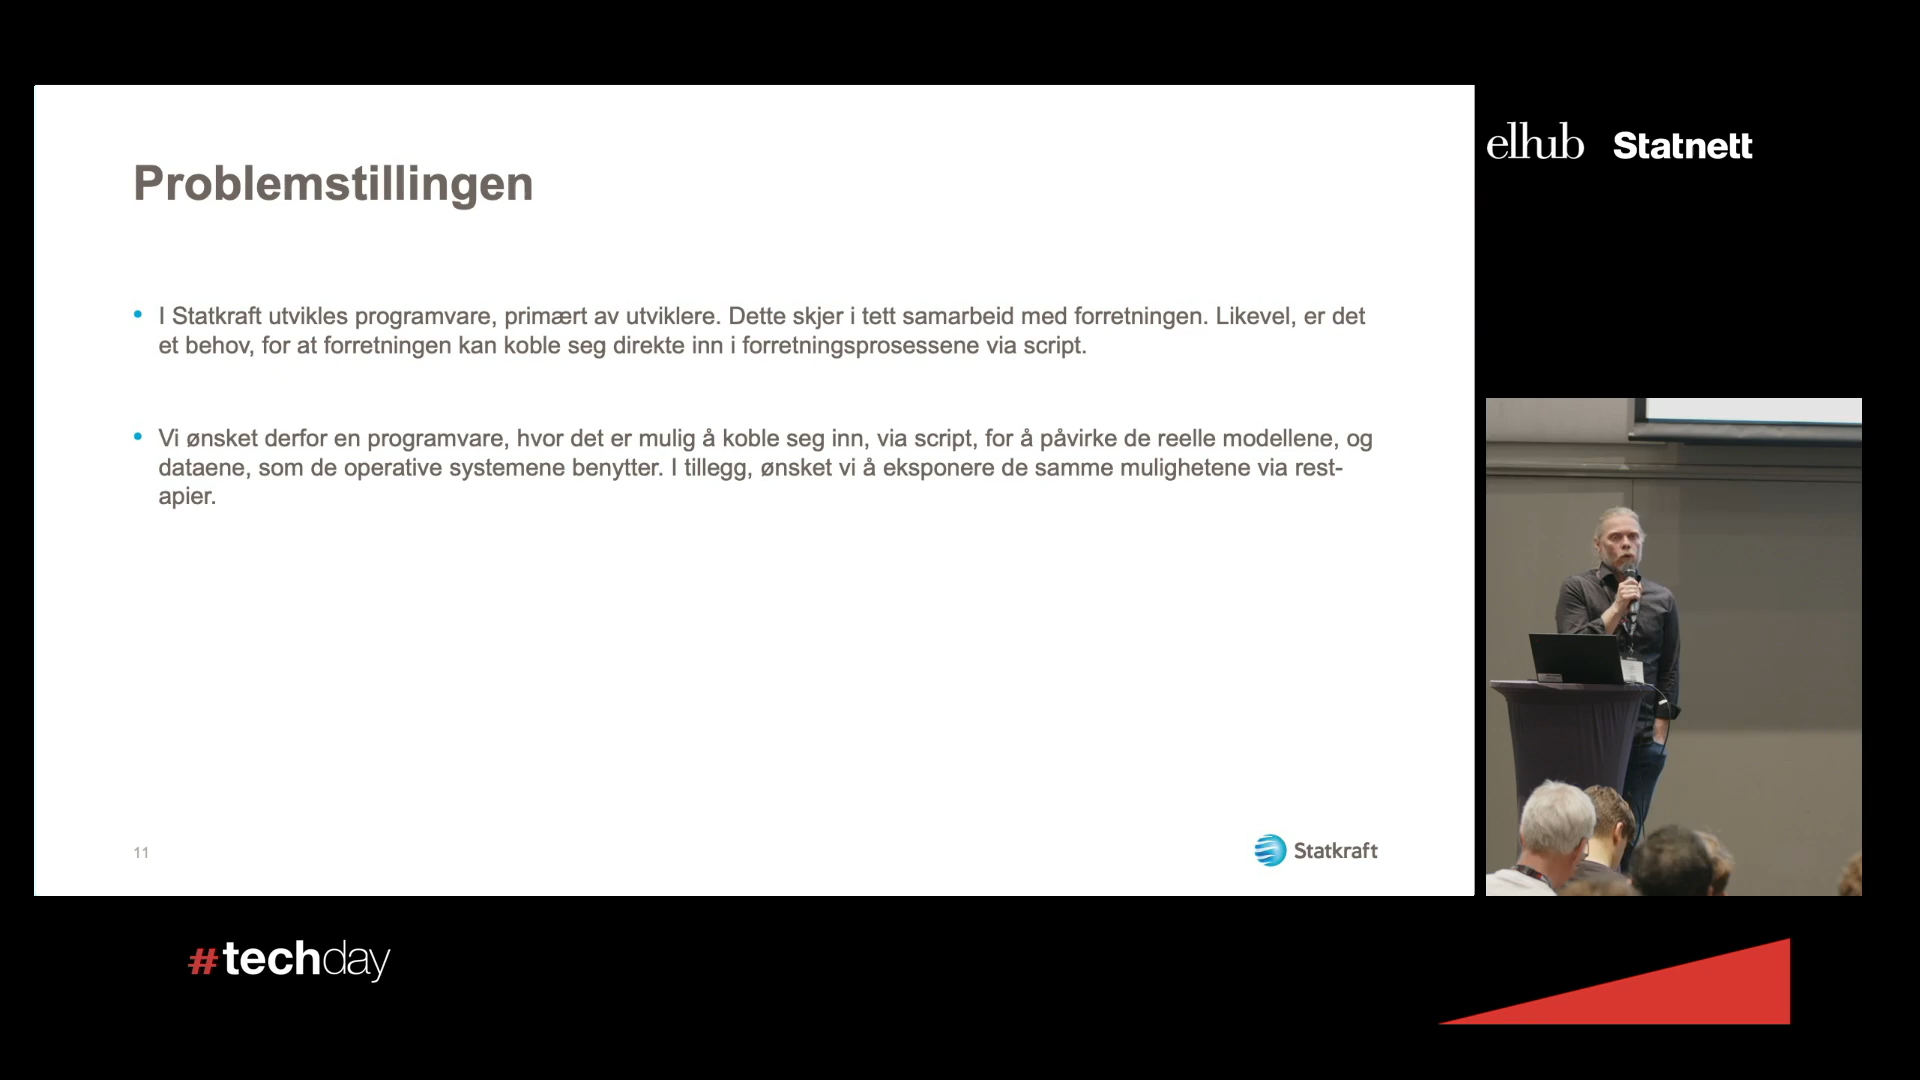 Problemstillingen
• I Statkraft utvikles programvare, primært av utviklere. Dette skjer i tett samarbeid med forretningen. Likevel, er det
et behov, for at forretningen kan koble seg direkte inn i forretningsprosessene via script.
• Vi ønsket derfor en programvare, hvor det er mulig å koble seg inn, via script, for å påvirke de reelle modellene, og
dataene, som de operative systemene benytter. I tillegg, ønsket vi å eksponere de samme mulighetene via rest-
apier.
11
Statkraft
elhub Statnett
#techday